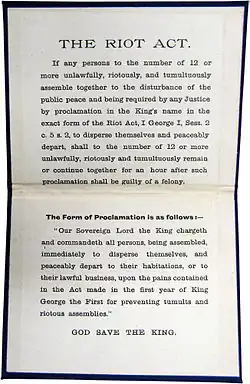 THE RIOT ACT.
If any persons to the number of 12 or
more unlawfully, riotously, and tumultuously
assemble together to the disturbance of the
public peace and being required by any Justice
by proclamation in the King's name in the
exact form of the Riot Act, I George I, Sess. 2
c. 5 s. 2, to disperse themselves and peaceably
depart, shall to the number of 12 or more
unlawfully, riotously and tumultuously remain
or continue together for an hour after such
proclamation shall be guilty of a felony.
The Form of Proclamation is as follows:—
"Our Sovereign Lord the King chargeth
and commandeth all persons, being assembled,
immediately to disperse themselves, and
peaceably depart to their habitations, or to
their lawful business, upon the pains contained
in the Act made in the first year of King
George the First for preventing tumults and
riotous assemblies."
GOD SAVE THE KING.